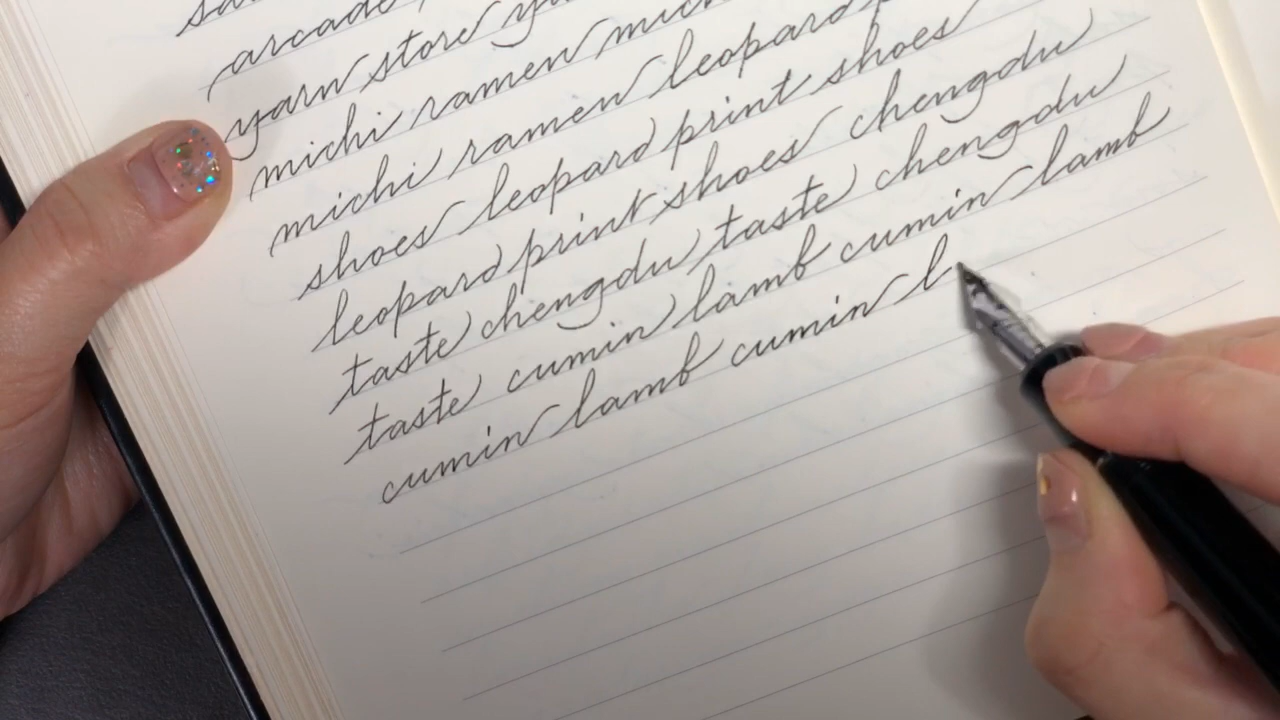 arcade
yarn store
michi ramen
michi ramen leopard
shoes leopard print shoes
leopard print shoes chengdu
taste chengdu taste chengdu
taste cumin lamb cumin lamb
cumin lamb cumin l